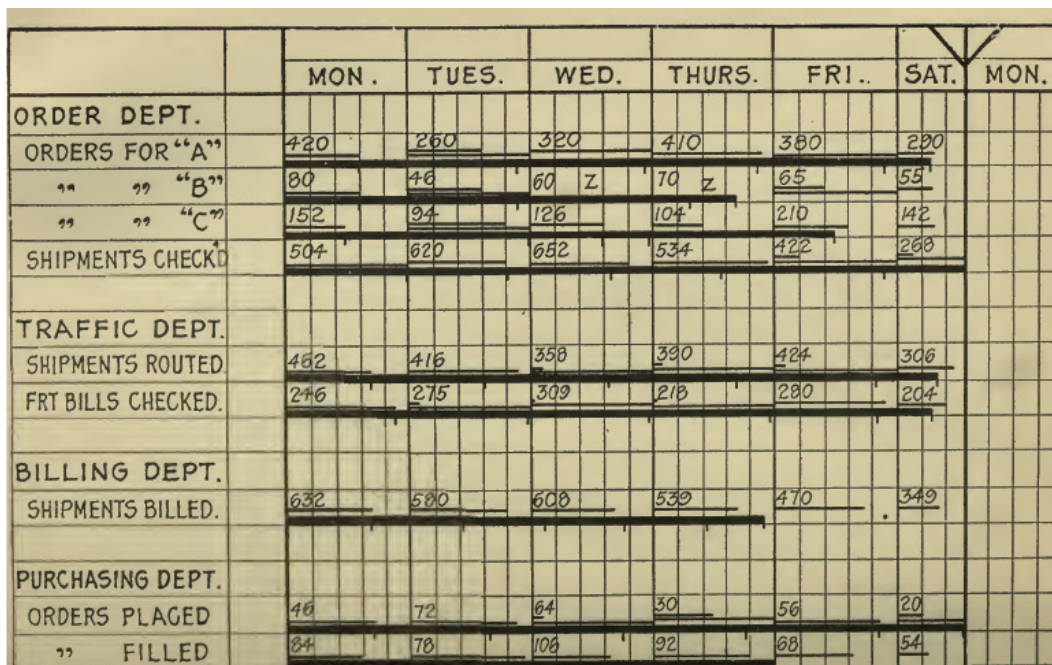 MON. TUES. WED. THURS. FRI.. SAT. MON.
ORDER DEPT.
ORDERS FOR “A” 420 260 320 410 380 290
„ „ “B” 80 46 60 Z 70 Z 65 55
„ „ “C” 152 94 126 104 210 142
SHIPMENTS CHECK'D 504 620 652 534 422 268
TRAFFIC DEPT.
SHIPMENTS ROUTED 462 416 358 390 424 306
FRT BILLS CHECKED. 246 275 309 218 280 204
BILLING DEPT.
SHIPMENTS BILLED. 632 580 608 539 470 349
PURCHASING DEPT.
ORDERS PLACED 46 72 64 30 56 20
„ FILLED 84 78 106 92 68 54